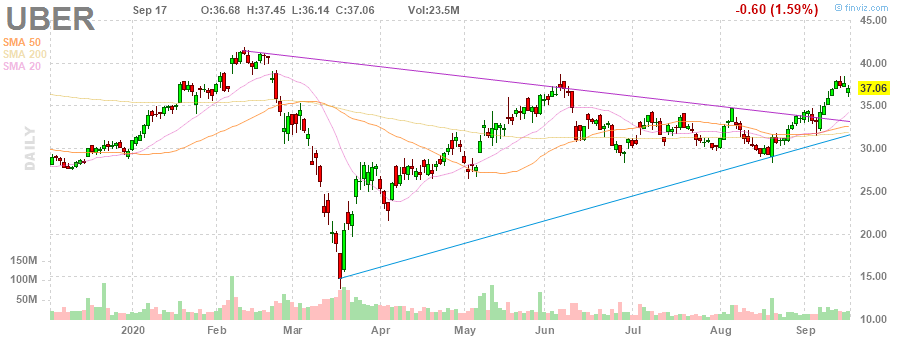 UBER Sep 17 O:36.68 H:37.45 L:36.14 C:37.06 Vol:23.5M -0.60 (1.59%) © finviz.com
SMA 50
SMA 200
SMA 20
DAILY
45.00
40.00
37.06
35.00
30.00
25.00
20.00
15.00
10.00
150M
100M
50M
2020 Feb Mar Apr May Jun Jul Aug Sep